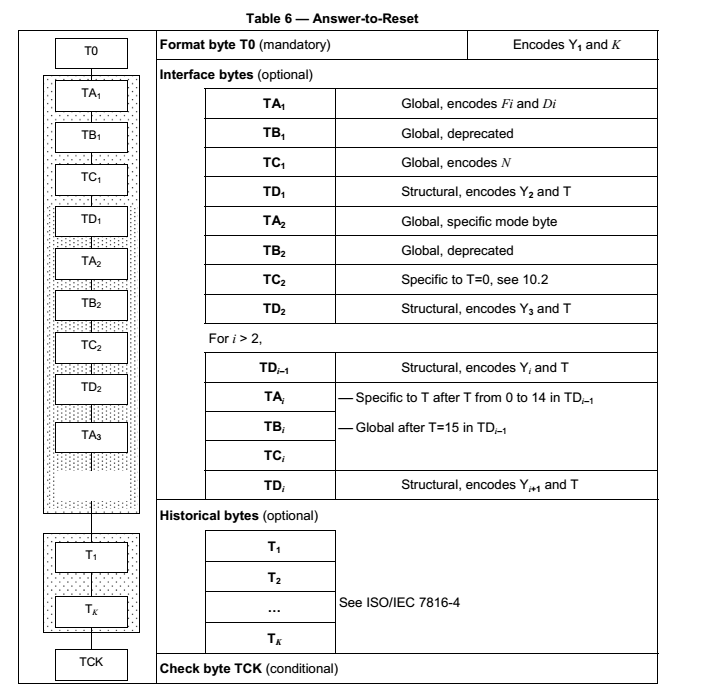 Table 6 — Answer-to-Reset
T0
Format byte T0 (mandatory)
Encodes Y1 and K
Interface bytes (optional)
TA1
TB1
TC1
TD1
TA2
TB2
TC2
TD2
TA3
TA1
Global, encodes Fi and Di
TB1
Global, deprecated
TC1
Global, encodes N
TD1
Structural, encodes Y2 and T
TA2
Global, specific mode byte
TB2
Global, deprecated
TC2
Specific to T=0, see 10.2
TD2
Structural, encodes Y3 and T
For i > 2,
TDi–1
Structural, encodes Yi and T
TAi
— Specific to T after T from 0 to 14 in TDi–1
TBi
— Global after T=15 in TDi–1
TCi
TDi
Structural, encodes Yi+1 and T
Historical bytes (optional)
T1
TK
T1
T2
...
TK
See ISO/IEC 7816-4
TCK
Check byte TCK (conditional)